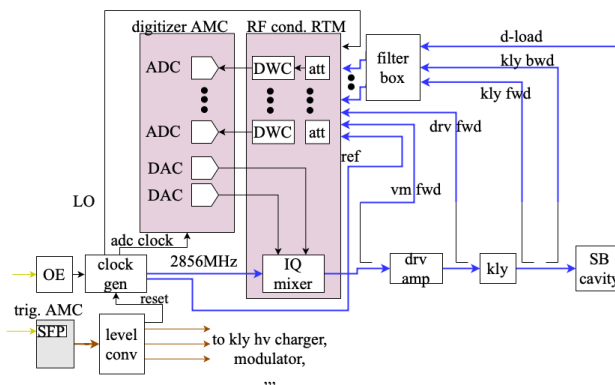 digitizer AMC
RF cond. RTM
d-load
ADC
DWC
att
filter
box
kly bwd
kly fwd
ADC
DWC
att
drv fwd
ref
DAC
DAC
vm fwd
LO
adc clock
OE
clock
gen
2856MHz
IQ
mixer
drv
amp
kly
SB
cavity
reset
trig. AMC
SFP
level
conv
to kly hv charger,
modulator,
...